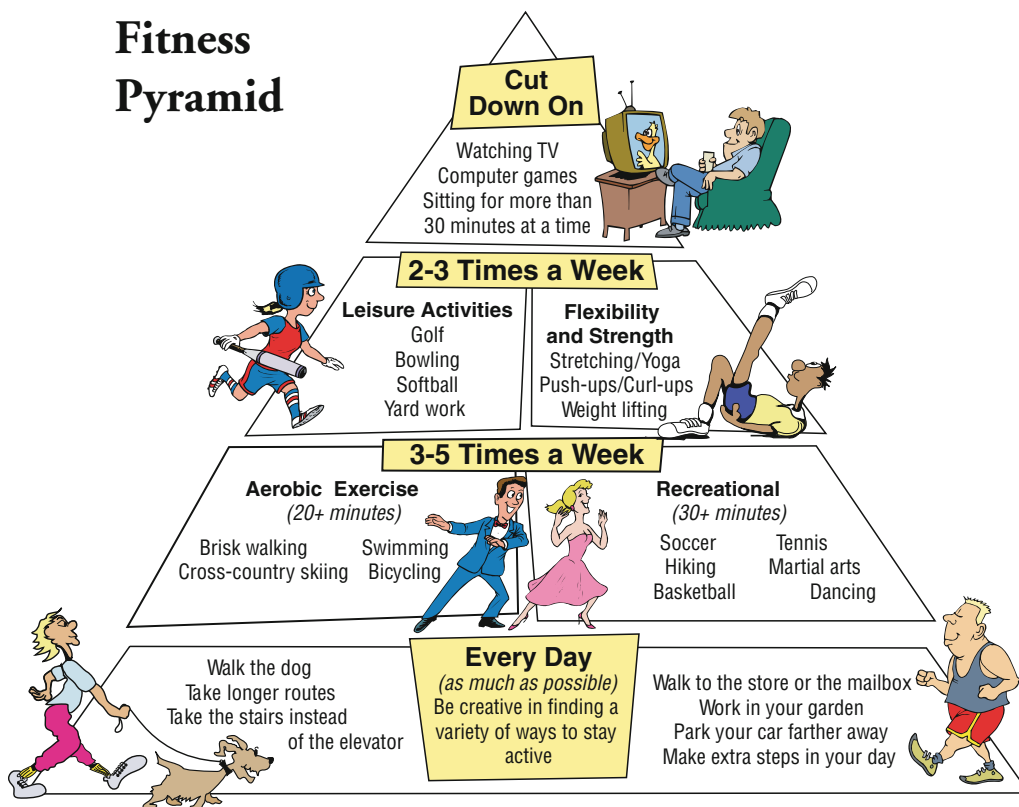 Fitness
Pyramid
Cut
Down On
Watching TV
Computer games
Sitting for more than
30 minutes at a time
2-3 Times a Week
Leisure Activities
Golf
Bowling
Softball
Yard work
Flexibility
and Strength
Stretching/Yoga
Push-ups/Curl-ups
Weight lifting
3-5 Times a Week
Aerobic Exercise
(20+ minutes)
Brisk walking
Cross-country skiing
Swimming
Bicycling
Recreational
(30+ minutes)
Soccer
Hiking
Basketball
Tennis
Martial arts
Dancing
Walk the dog
Take longer routes
Take the stairs instead
of the elevator
Every Day
(as much as possible)
Be creative in finding a
variety of ways to stay
active
Walk to the store or the mailbox
Work in your garden
Park your car farther away
Make extra steps in your day